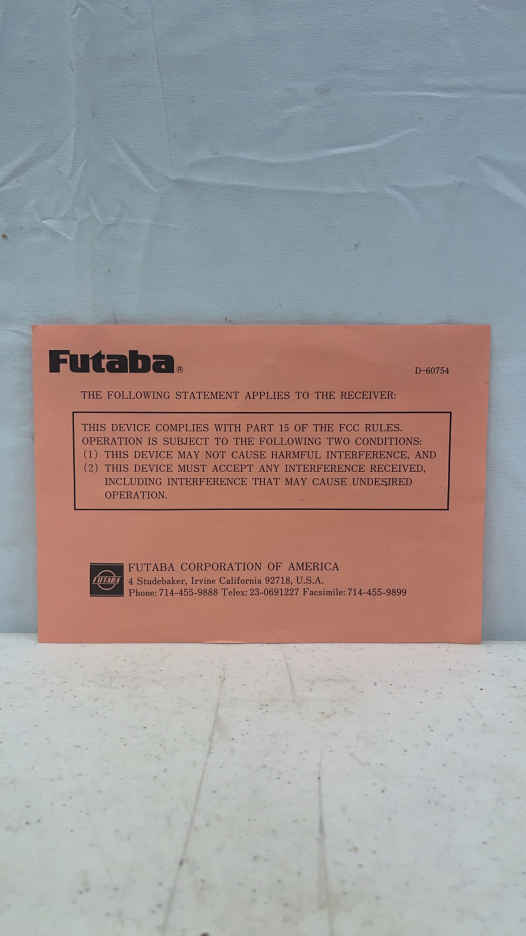 Futaba®
D-60754
THE FOLLOWING STATEMENT APPLIES TO THE RECEIVER:
THIS DEVICE COMPLIES WITH PART 15 OF THE FCC RULES.
OPERATION IS SUBJECT TO THE FOLLOWING TWO CONDITIONS:
(1) THIS DEVICE MAY NOT CAUSE HARMFUL INTERFERENCE, AND
(2) THIS DEVICE MUST ACCEPT ANY INTERFERENCE RECEIVED,
INCLUDING INTERFERENCE THAT MAY CAUSE UNDESIRED
OPERATION.
FUTABA
FUTABA CORPORATION OF AMERICA
4 Studebaker, Irvine California 92718, U.S.A.
Phone: 714-455-9888 Telex: 23-0691227 Facsimile: 714-455-9899